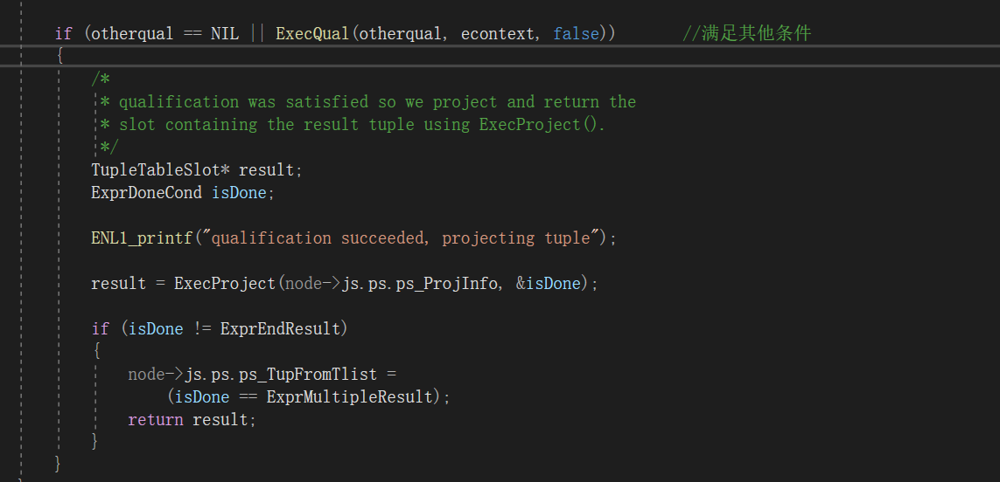 if (otherqual == NIL || ExecQual(otherqual, econtext, false)) //满足其他条件
{
/*
* qualification was satisfied so we project and return the
* slot containing the result tuple using ExecProject().
*/
TupleTableSlot* result;
ExprDoneCond isDone;
ENL1_printf("qualification succeeded, projecting tuple");
result = ExecProject(node->js.ps.ps_ProjInfo, &isDone);
if (isDone != ExprEndResult)
{
node->js.ps.ps_TupFromTlist =
(isDone == ExprMultipleResult);
return result;
}
}